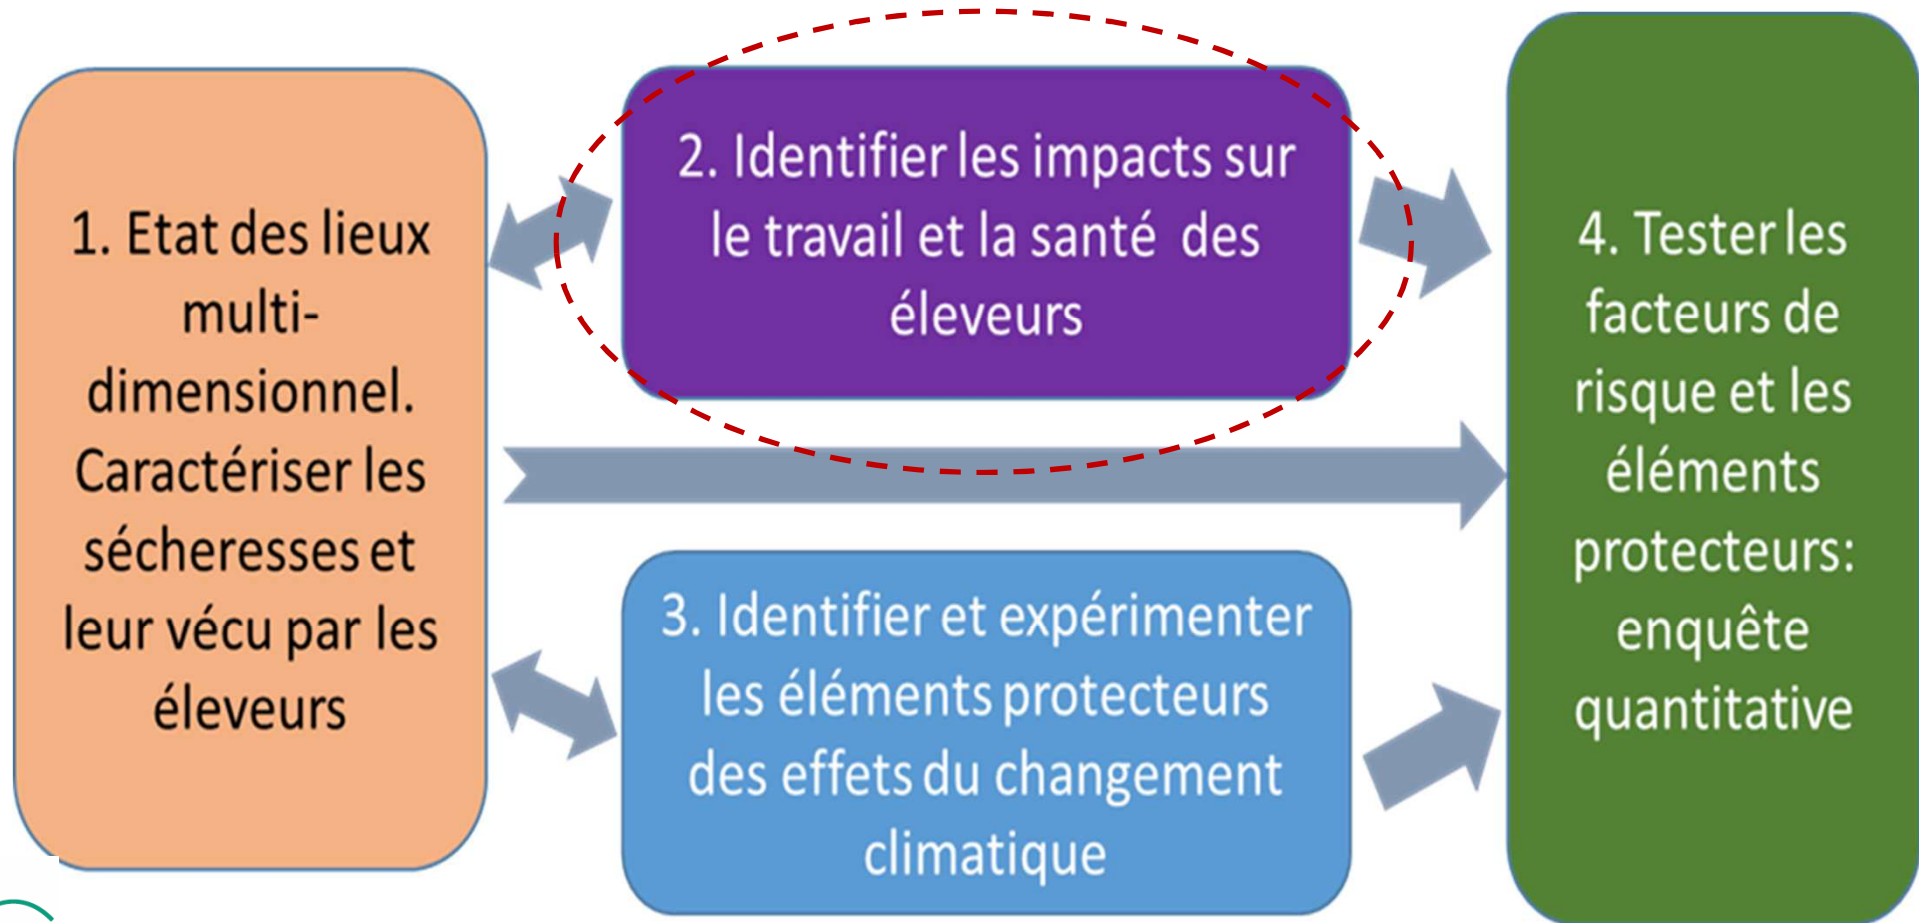 1. Etat des lieux
multi-
dimensionnel.
Caractériser les
sécheresses et
leur vécu par les
éleveurs
2. Identifier les impacts sur
le travail et la santé  des
éleveurs
3. Identifier et expérimenter
les éléments protecteurs
des effets du changement
climatique
4. Tester les
facteurs de
risque et les
éléments
protecteurs:
enquête
quantitative